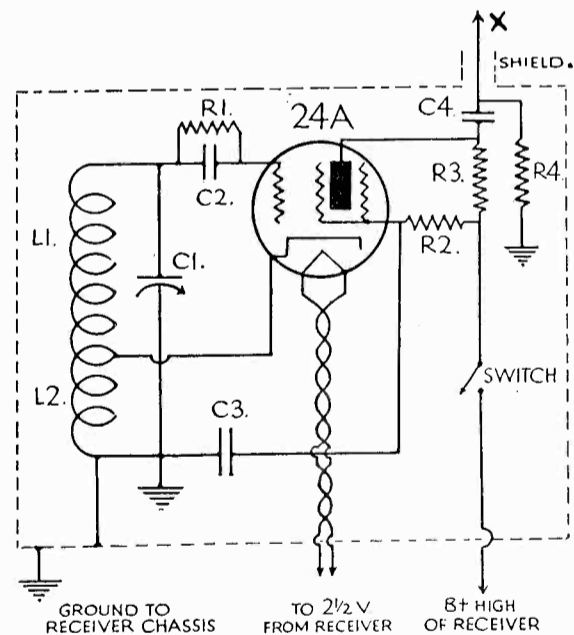 X
SHIELD.
R1.
24A
C4.
C2.
R3.
R4.
L1.
C1.
R2.
L2.
SWITCH
C3.
GROUND TO
RECEIVER CHASSIS
TO 2½ V.
FROM RECEIVER
B+ HIGH
OF RECEIVER